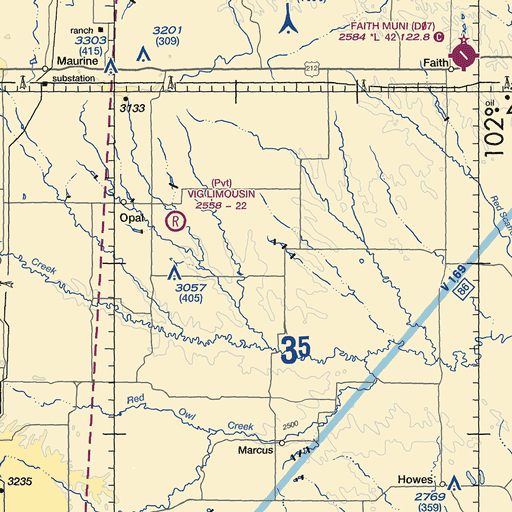 ranch
3303
(415)
3201
(309)
Maurine
substation
3133
212
FAITH MUNI (DØ7)
2584 *L 42 122.8 C
Faith
oil
102°
(Pvt)
VIG LIMOUSIN
2558 - 22
R
Opal
Creek
3057
(405)
V 169
86
35
Red
Owl
Creek
2500
Marcus
Howes
2769
(359)
3235